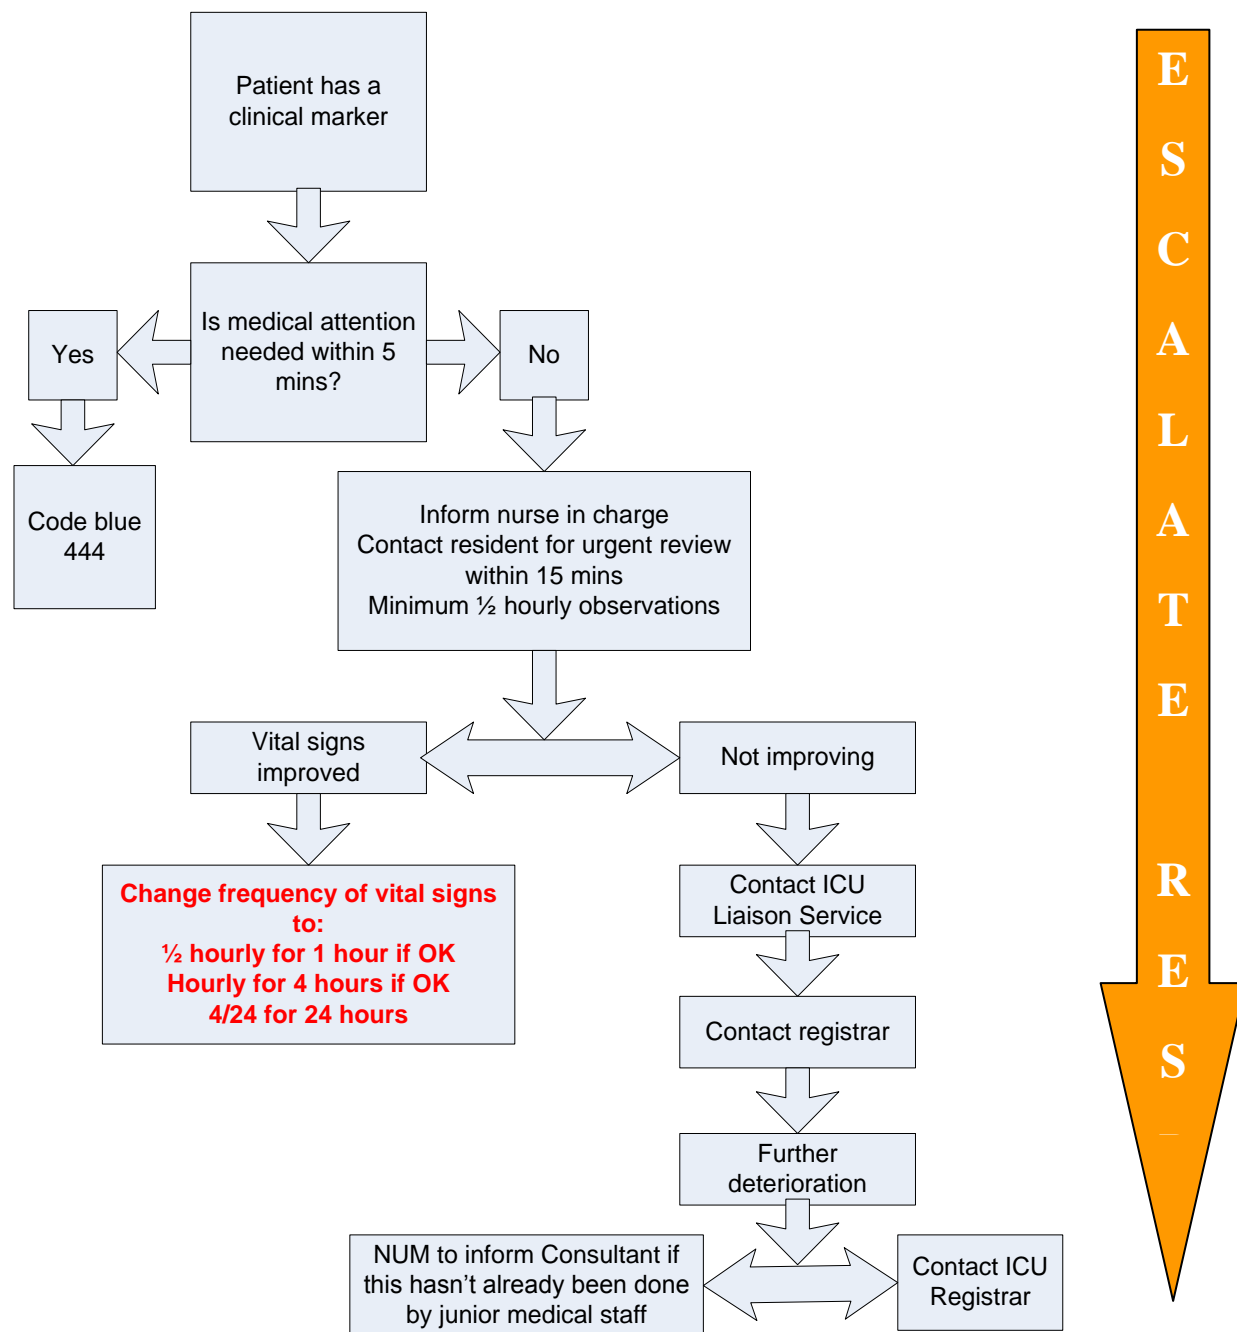 Patient has a
clinical marker
Is medical attention
needed within 5
mins?
Yes
No
Code blue
444
Inform nurse in charge
Contact resident for urgent review
within 15 mins
Minimum ½ hourly observations
Vital signs
improved
Not improving
Change frequency of vital signs
to:
½ hourly for 1 hour if OK
Hourly for 4 hours if OK
4/24 for 24 hours
Contact ICU
Liaison Service
Contact registrar
Further
deterioration
NUM to inform Consultant if
this hasn’t already been done
by junior medical staff
Contact ICU
Registrar
E
S
C
A
L
A
T
E
R
E
S